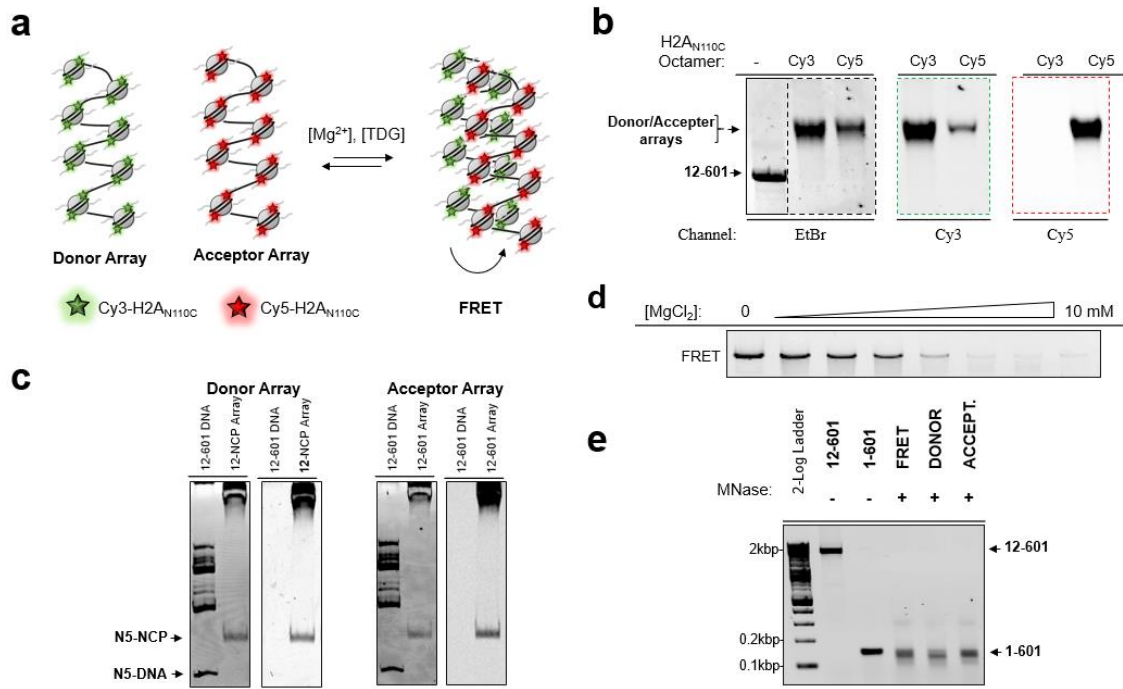 a
[Mg²⁺], [TDG]
Donor Array
Acceptor Array
FRET
Cy3-H2A_N110C
Cy5-H2A_N110C
b
H2A_N110C
Octamer: - Cy3 Cy5 Cy3 Cy5 Cy3 Cy5
Donor/Accepter
arrays
12-601
Channel: EtBr Cy3 Cy5
c
Donor Array
Acceptor Array
12-601 DNA
12-NCP Array
12-601 DNA
12-NCP Array
12-601 DNA
12-601 Array
12-601 DNA
12-601 Array
N5-NCP
N5-DNA
d
[MgCl₂]: 0 10 mM
FRET
e
2-Log Ladder
12-601
1-601
FRET
DONOR
ACCEPT.
MNase: - - + + +
2kbp
12-601
0.2kbp
0.1kbp
1-601